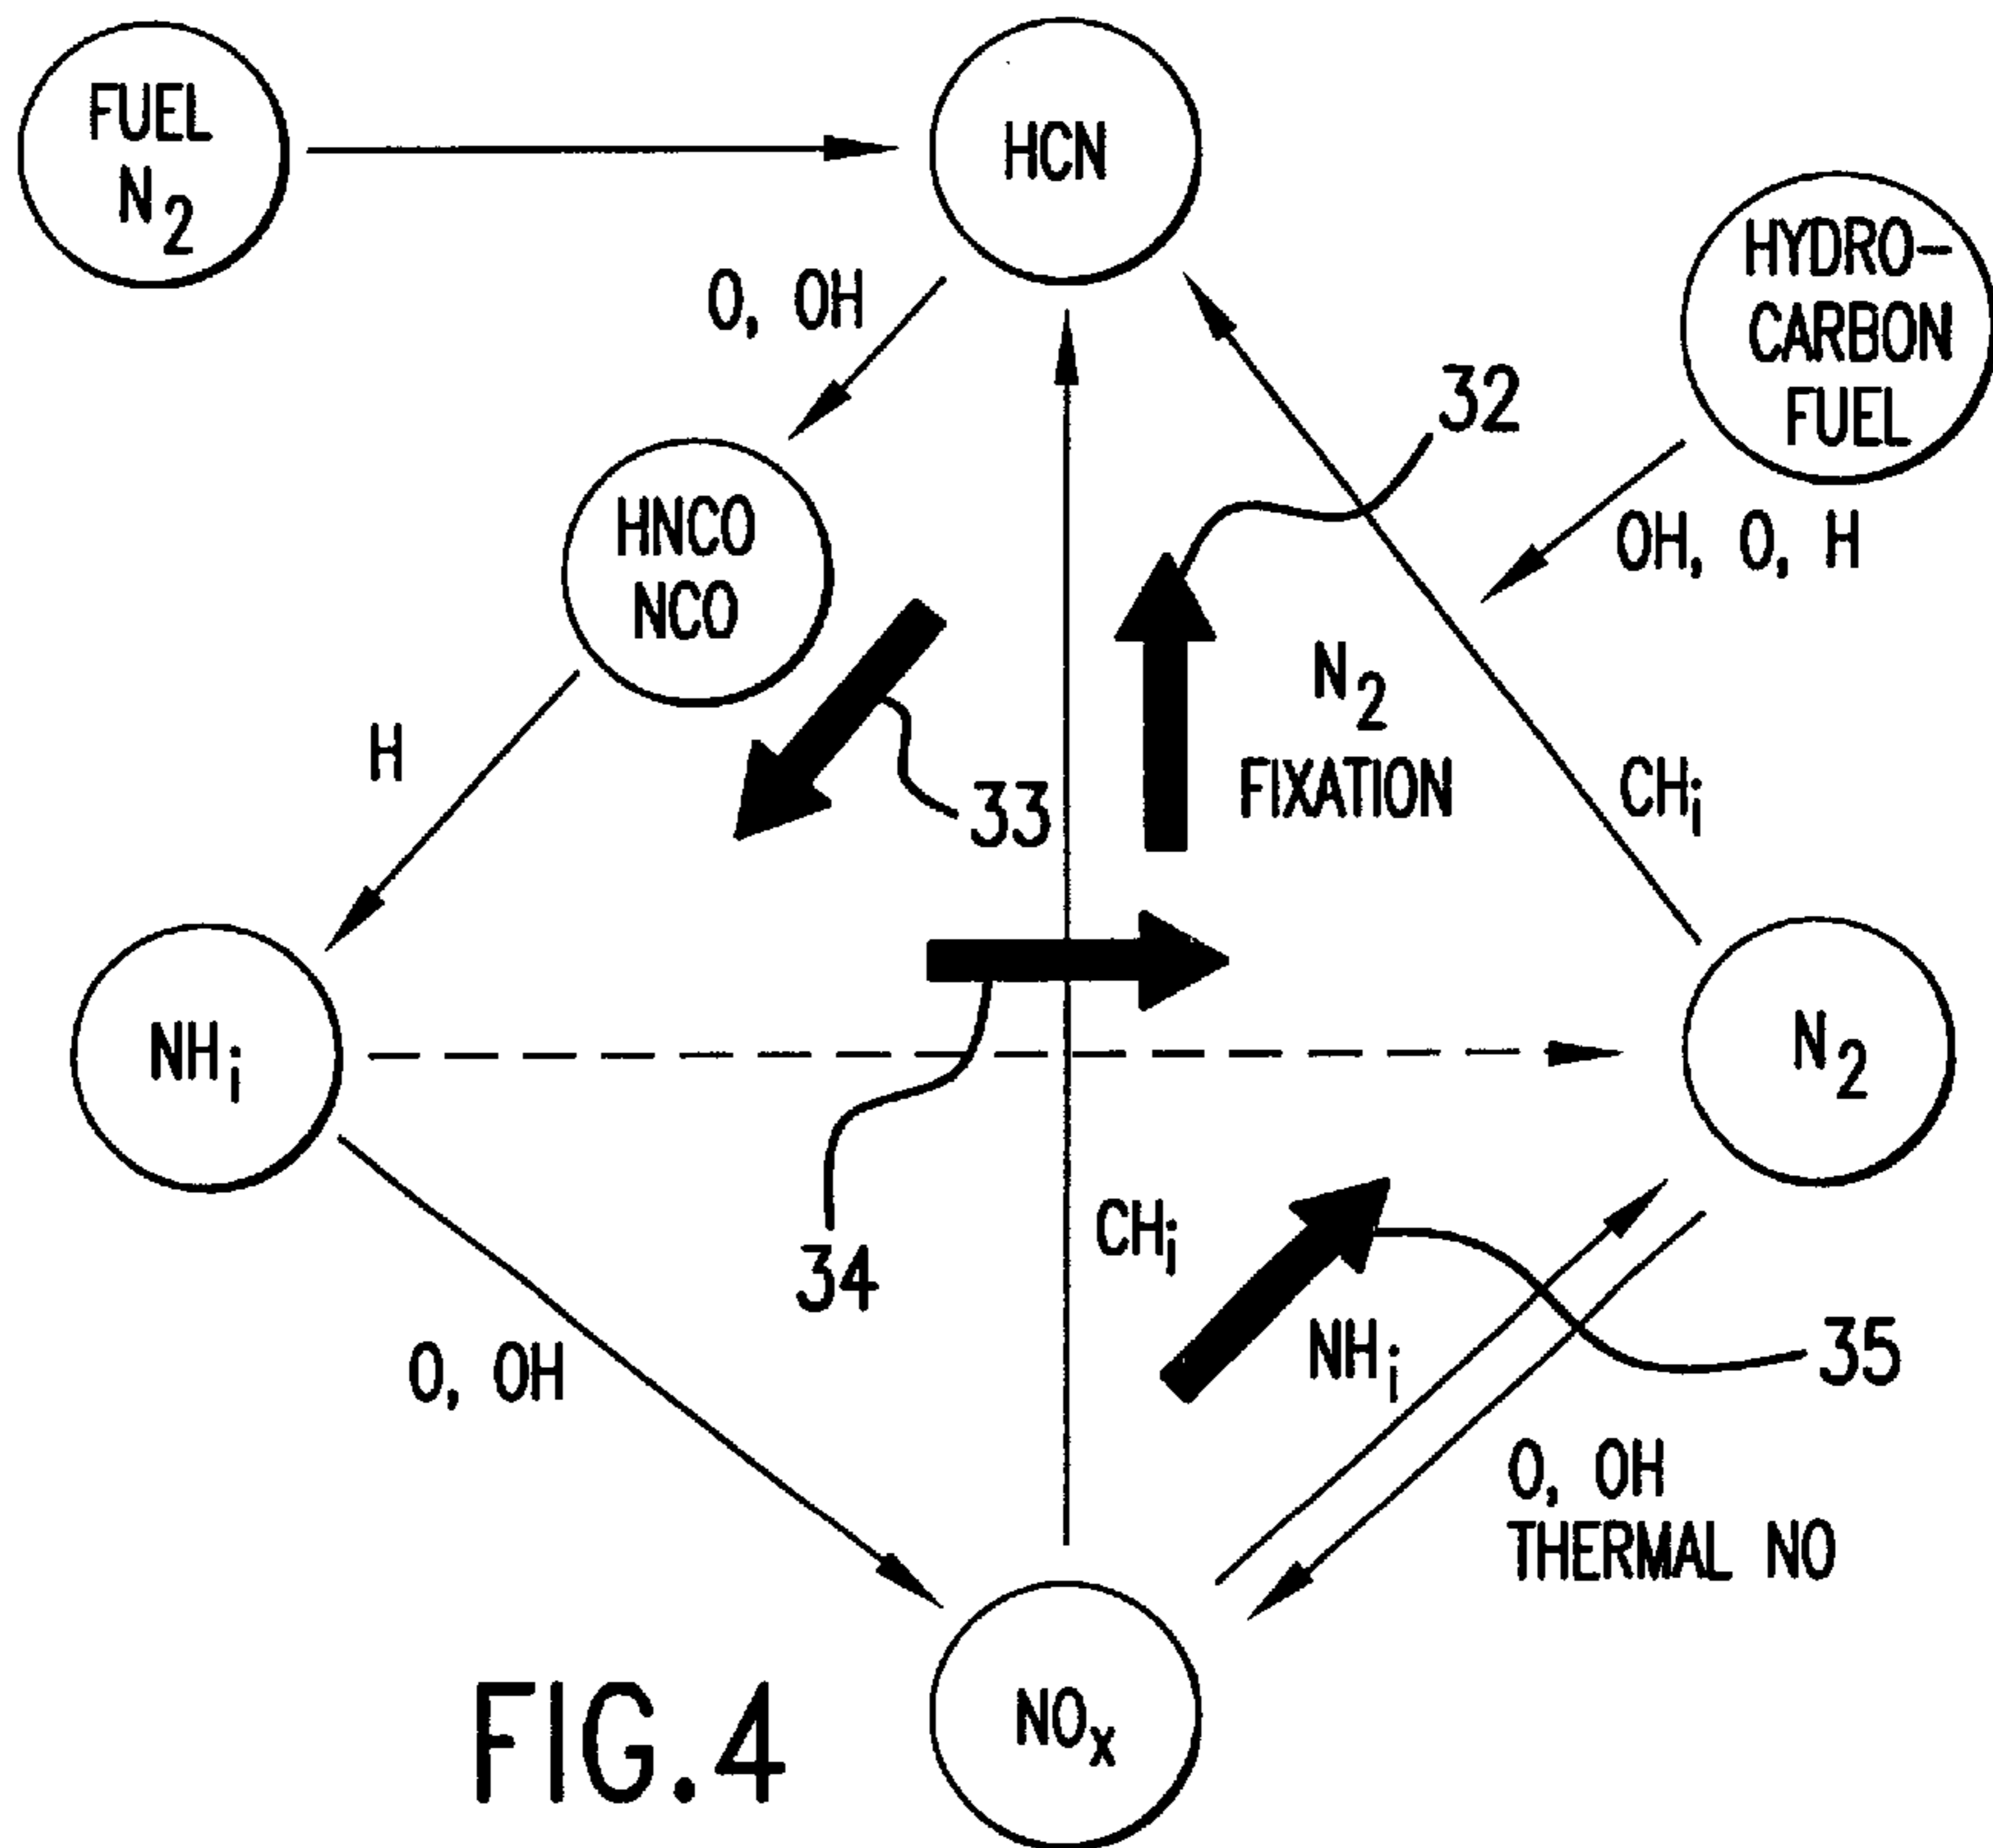 FUEL
N2
HCN
HYDRO-
CARBON
FUEL
O, OH
32
OH, O, H
HNCO
NCO
N2
FIXATION
H
33
CHi
NHi
N2
34
CHi
NHi
35
O, OH
O, OH
THERMAL NO
NOx
FIG.4